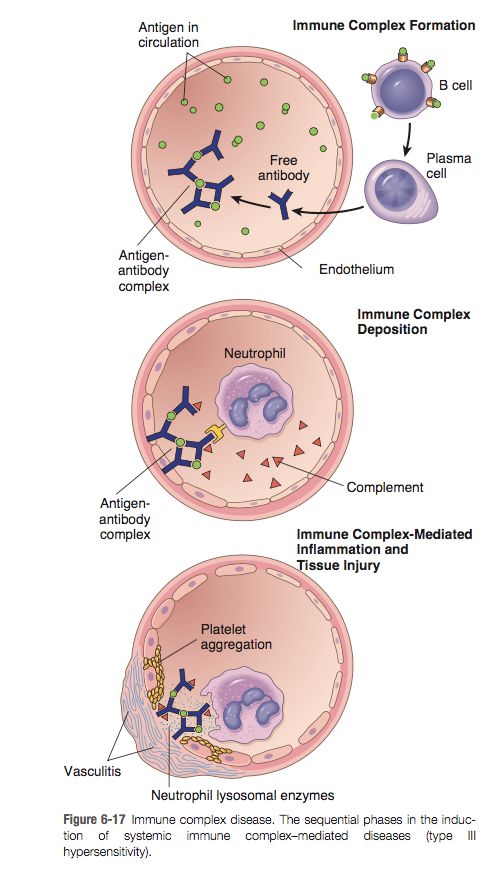 Antigen in
circulation
Immune Complex Formation
B cell
Plasma
cell
Free
antibody
Antigen-
antibody
complex
Endothelium
Immune Complex
Deposition
Neutrophil
Complement
Antigen-
antibody
complex
Immune Complex-Mediated
Inflammation and
Tissue Injury
Platelet
aggregation
Vasculitis
Neutrophil lysosomal enzymes
Figure 6-17 Immune complex disease. The sequential phases in the induc-
tion of systemic immune complex–mediated diseases (type III
hypersensitivity).